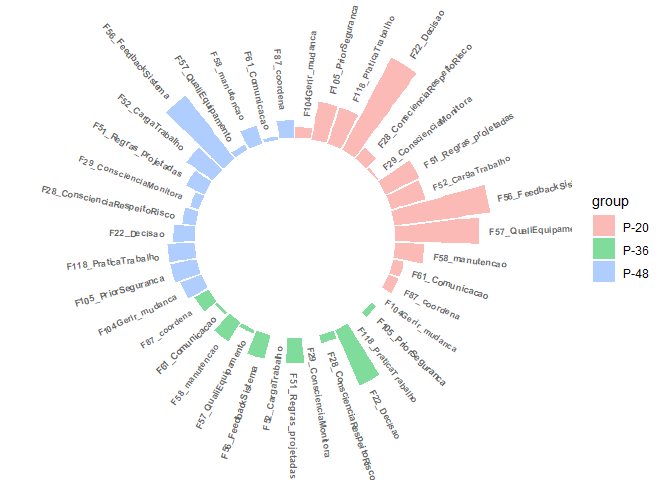 F104Gerir_mudanca
F105_PriorSeguranca
F118_PraticaTrabalho
F22_Decisao
F28_ConscienciaRespeitoRisco
F29_ConscienciaMonitora
F51_Regras_projetadas
F52_CargaTrabalho
F56_FeedbackSis
F57_QualiEquipamen
F58_manutencao
F61_Comunicacao
F87_coordena
F104Gerir_mudanca
F105_PriorSeguranca
F118_PraticaTrabalho
F22_Decisao
F28_ConscienciaRespeitoRisco
F29_ConscienciaMonitora
F51_Regras_projetadas
F52_CargaTrabalho
F56_FeedbackSistema
F57_QualiEquipamento
F58_manutencao
F61_Comunicacao
F87_coordena
F104Gerir_mudanca
F105_PriorSeguranca
F118_PraticaTrabalho
F22_Decisao
F28_ConscienciaRespeitoRisco
F29_ConscienciaMonitora
F51_Regras_projetadas
F52_CargaTrabalho
F56_FeedbackSistema
F57_QualiEquipamento
F58_manutencao
F61_Comunicacao
F87_coordena
group
P-20
P-36
P-48